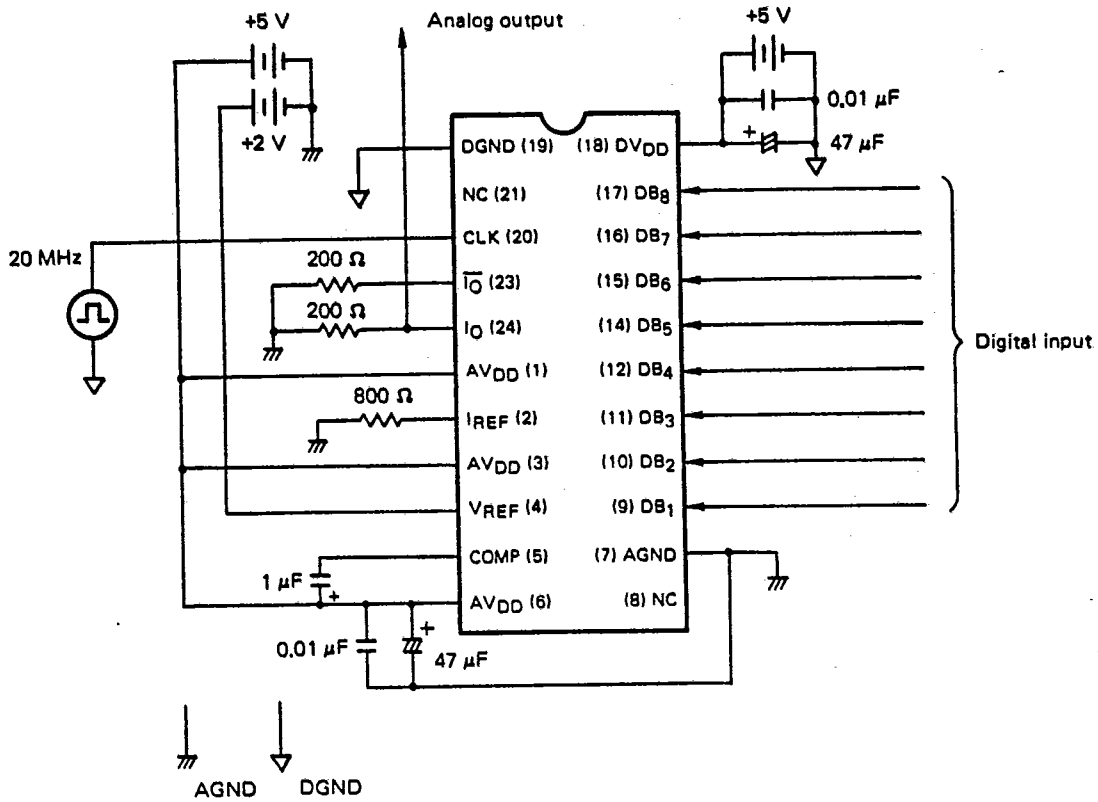 +5 V
Analog output
+5 V
+2 V
0.01 µF
47 µF
DGND (19)
(18) DVDD
NC (21)
(17) DB8
CLK (20)
(16) DB7
20 MHz
200 Ω
IO (23)
(15) DB6
200 Ω
IO (24)
(14) DB5
Digital input
AVDD (1)
(12) DB4
800 Ω
IREF (2)
(11) DB3
AVDD (3)
(10) DB2
VREF (4)
(9) DB1
COMP (5)
(7) AGND
1 µF
+
AVDD (6)
(8) NC
0.01 µF
+
47 µF
+
AGND
DGND